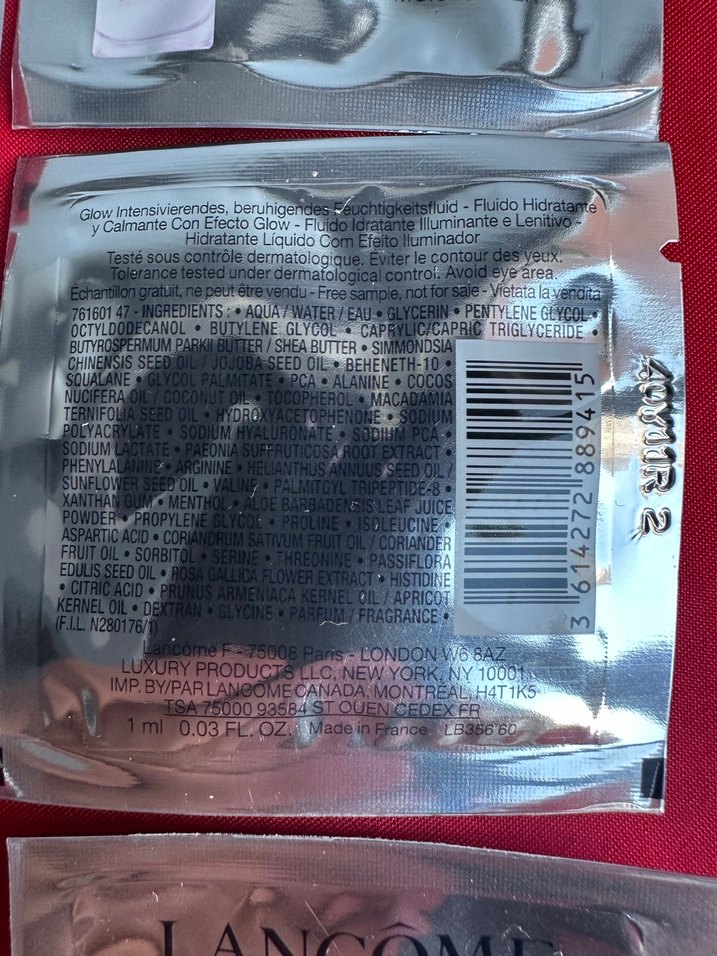 Glow Intensivierendes, beruhigendes Feuchtigkeitsfluid - Fluido Hidratante
y Calmante Con Efecto Glow - Fluido Idratante Illuminante e Lenitivo -
Hidratante Líquido Com Efeito Iluminador
Testé sous contrôle dermatologique. Eviter le contour des yeux.
Tolerance tested under dermatological control. Avoid eye area.
Échantillon gratuit, ne peut être vendu - Free sample, not for sale - Vietata la vendita
761601 47 - INGREDIENTS : • AQUA / WATER / EAU • GLYCERIN • PENTYLENE GLYCOL •
OCTYLDODECANOL • BUTYLENE GLYCOL • CAPRYLIC/CAPRIC TRIGLYCERIDE •
BUTYROSPERMUM PARKII BUTTER / SHEA BUTTER • SIMMONDSIA
CHINENSIS SEED OIL / JOJOBA SEED OIL • BEHENETH-10 •
SQUALANE • GLYCOL PALMITATE • PCA • ALANINE • COCOS
NUCIFERA OIL / COCONUT OIL • TOCOPHEROL • MACADAMIA
TERNIFOLIA SEED OIL • HYDROXYACETOPHENONE • SODIUM
POLYACRYLATE • SODIUM HYALURONATE • SODIUM PCA •
SODIUM LACTATE • PAEONIA SUFFRUTICOSA ROOT EXTRACT •
PHENYLALANINE • ARGININE • HELIANTHUS ANNUUS SEED OIL /
SUNFLOWER SEED OIL • VALINE • PALMITOYL TRIPEPTIDE-8 •
XANTHAN GUM • MENTHOL • ALOE BARBADENSIS LEAF JUICE
POWDER • PROPYLENE GLYCOL • PROLINE • ISOLEUCINE •
ASPARTIC ACID • CORIANDRUM SATIVUM FRUIT OIL / CORIANDER
FRUIT OIL • SORBITOL • SERINE • THREONINE • PASSIFLORA
EDULIS SEED OIL • ROSA GALLICA FLOWER EXTRACT • HISTIDINE
• CITRIC ACID • PRUNUS ARMENIACA KERNEL OIL / APRICOT
KERNEL OIL • DEXTRAN • GLYCINE • PARFUM / FRAGRANCE •
(F.I.L. N280176/1)
3 614272 889415
40Y11R 2
Lancôme F - 75008 Paris - LONDON W6 8AZ
LUXURY PRODUCTS LLC, NEW YORK, NY 10001
IMP. BY/PAR LANCÔME CANADA, MONTRÉAL, H4T1K5
TSA 75000 93584 ST OUEN CEDEX FR
1 ml 0.03 FL. OZ. Made in France LB356 60
LANCÔME